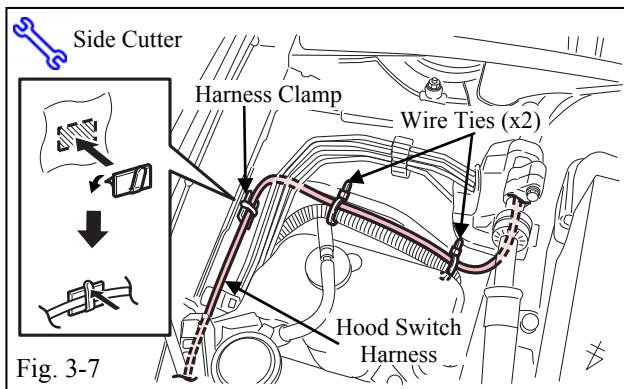 Side Cutter
Harness Clamp
Wire Ties (x2)
Hood Switch
Harness
Fig. 3-7